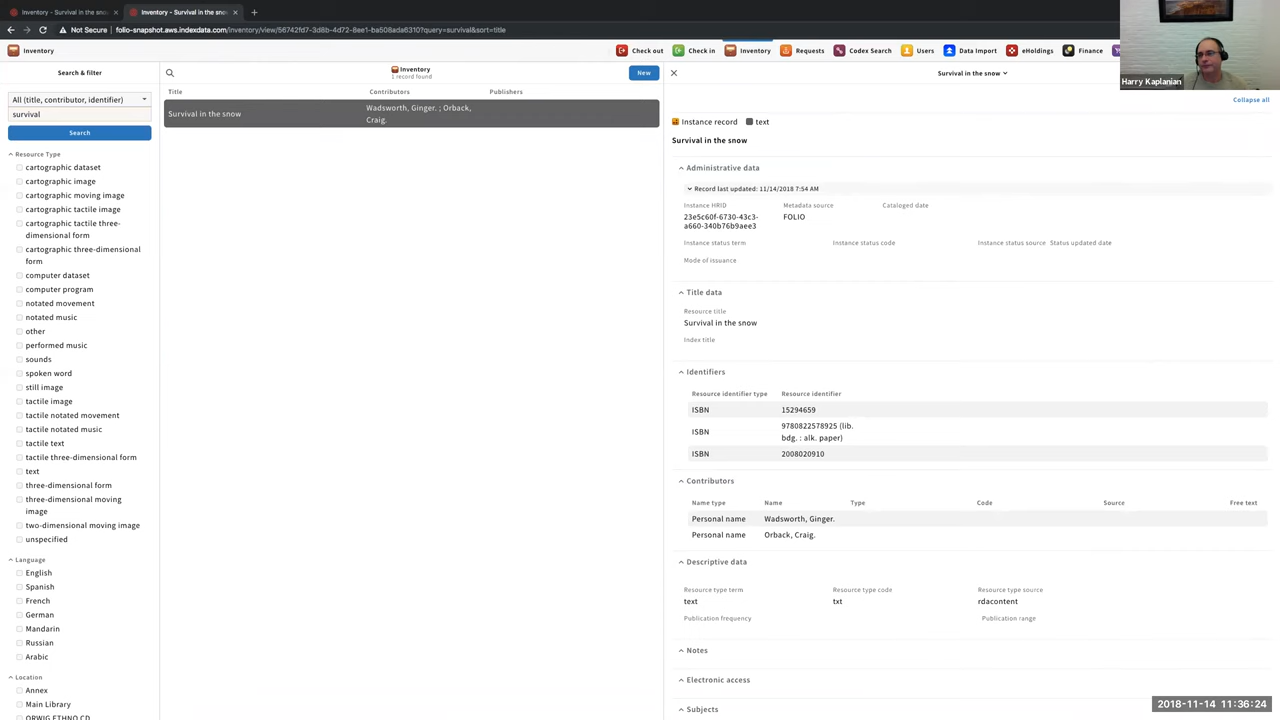 Inventory - Survival in the snow
Inventory - Survival in the snow
Not Secure
folio-snapshot.aws.indexdata.com/inventory/view/56742fd7-3d8b-4d72-8ee1-ba508ada6310?query=survival&sort=title
Inventory
Check out
Check in
Inventory
Requests
Codex Search
Users
Data Import
eHoldings
Finance
Harry Kaplanian
Search & filter
Inventory
1 record found
New
Survival in the snow
Collapse all
All (title, contributor, identifier)
survival
Search
Resource Type
cartographic dataset
cartographic image
cartographic moving image
cartographic tactile image
cartographic tactile three-
dimensional form
cartographic three-dimensional
form
computer dataset
computer program
notated movement
notated music
other
performed music
sounds
spoken word
still image
tactile image
tactile notated movement
tactile notated music
tactile text
tactile three-dimensional form
text
three-dimensional form
three-dimensional moving
image
two-dimensional moving image
unspecified
Language
English
Spanish
French
German
Mandarin
Russian
Arabic
Location
Annex
Main Library
ORWIG ETHNO CD
Title Contributors Publishers
Survival in the snow
Wadsworth, Ginger. ; Orback,
Craig.
Instance record text
Survival in the snow
Administrative data
Record last updated: 11/14/2018 7:54 AM
Instance HRID Metadata source Cataloged date
23e5c60f-6730-43c3- FOLIO
a660-340b76b9aee3
Instance status term Instance status code Instance status source Status updated date
Mode of issuance
Title data
Resource title
Survival in the snow
Index title
Identifiers
Resource identifier type Resource identifier
ISBN 15294659
ISBN 9780822578925 (lib.
bdg. : alk. paper)
ISBN 2008020910
Contributors
Name type Name Type Code Source Free text
Personal name Wadsworth, Ginger.
Personal name Orback, Craig.
Descriptive data
Resource type term Resource type code Resource type source
text txt rdacontent
Publication frequency Publication range
Notes
Electronic access
Subjects
2018-11-14 11:36:24